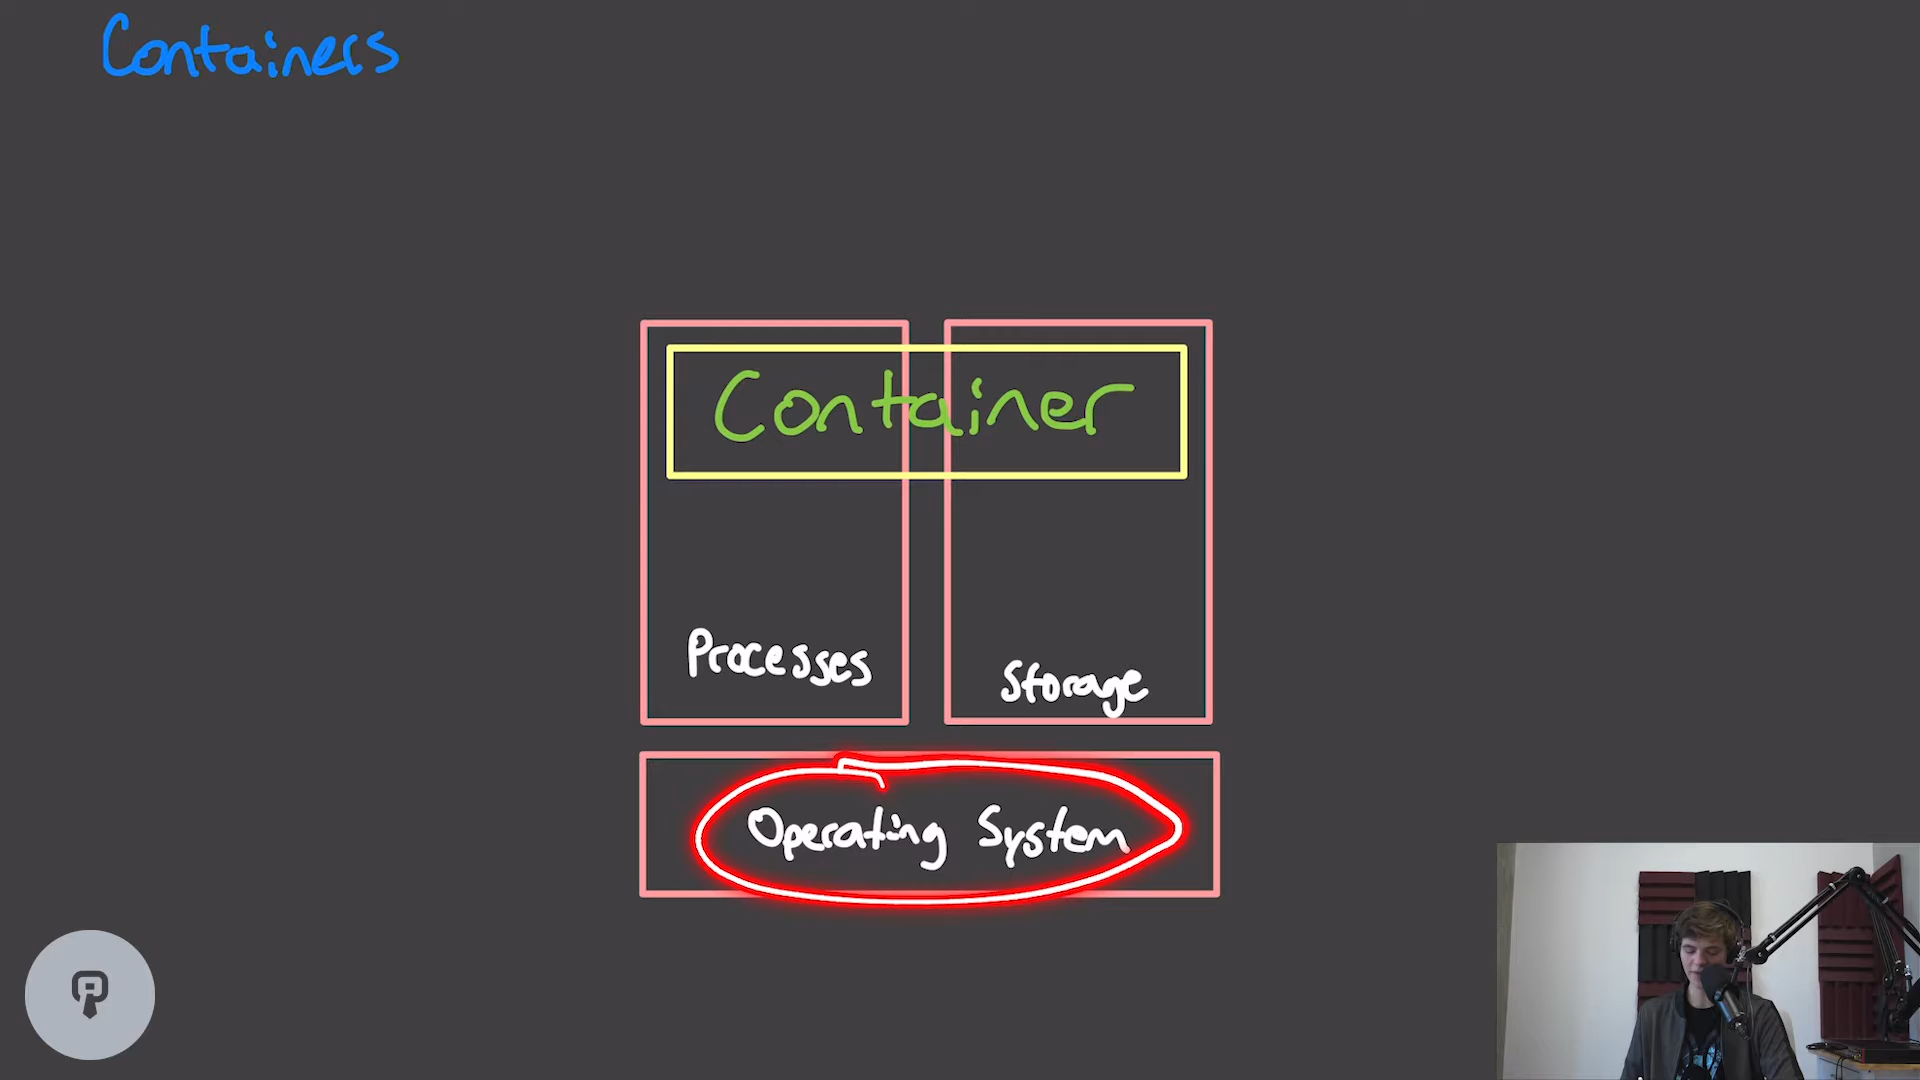 Containers
Container
Processes
Storage
Operating System